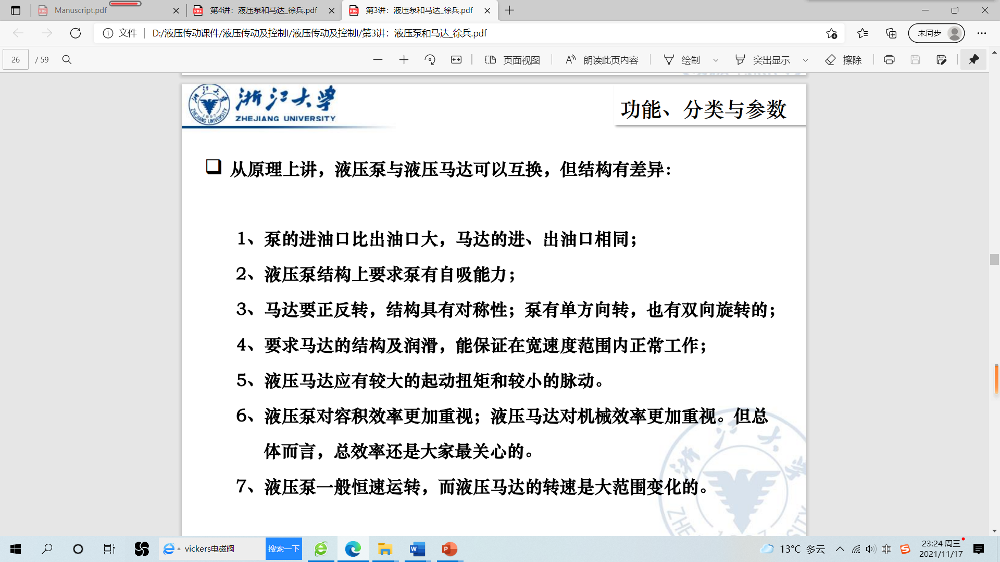 Manuscript.pdf
第4讲：液压泵和马达_徐兵.pdf
第3讲：液压泵和马达_徐兵.pdf
文件
D:/液压传动课件/液压传动及控制I/液压传动及控制I/第3讲：液压泵和马达_徐兵.pdf
未同步
26 / 59
页面视图
朗读此页内容
绘制
突出显示
擦除
浙江大学
ZHEJIANG UNIVERSITY
功能、分类与参数
从原理上讲，液压泵与液压马达可以互换，但结构有差异：
1、泵的进油口比出油口大，马达的进、出油口相同；
2、液压泵结构上要求泵有自吸能力；
3、马达要正反转，结构具有对称性；泵有单方向转，也有双向旋转的；
4、要求马达的结构及润滑，能保证在宽速度范围内正常工作；
5、液压马达应有较大的起动扭矩和较小的脉动。
6、液压泵对容积效率更加重视；液压马达对机械效率更加重视。但总
体而言，总效率还是大家最关心的。
7、液压泵一般恒速运转，而液压马达的转速是大范围变化的。
vickers电磁阀
搜索一下
13°C 多云
中
23:24 周三
2021/11/17